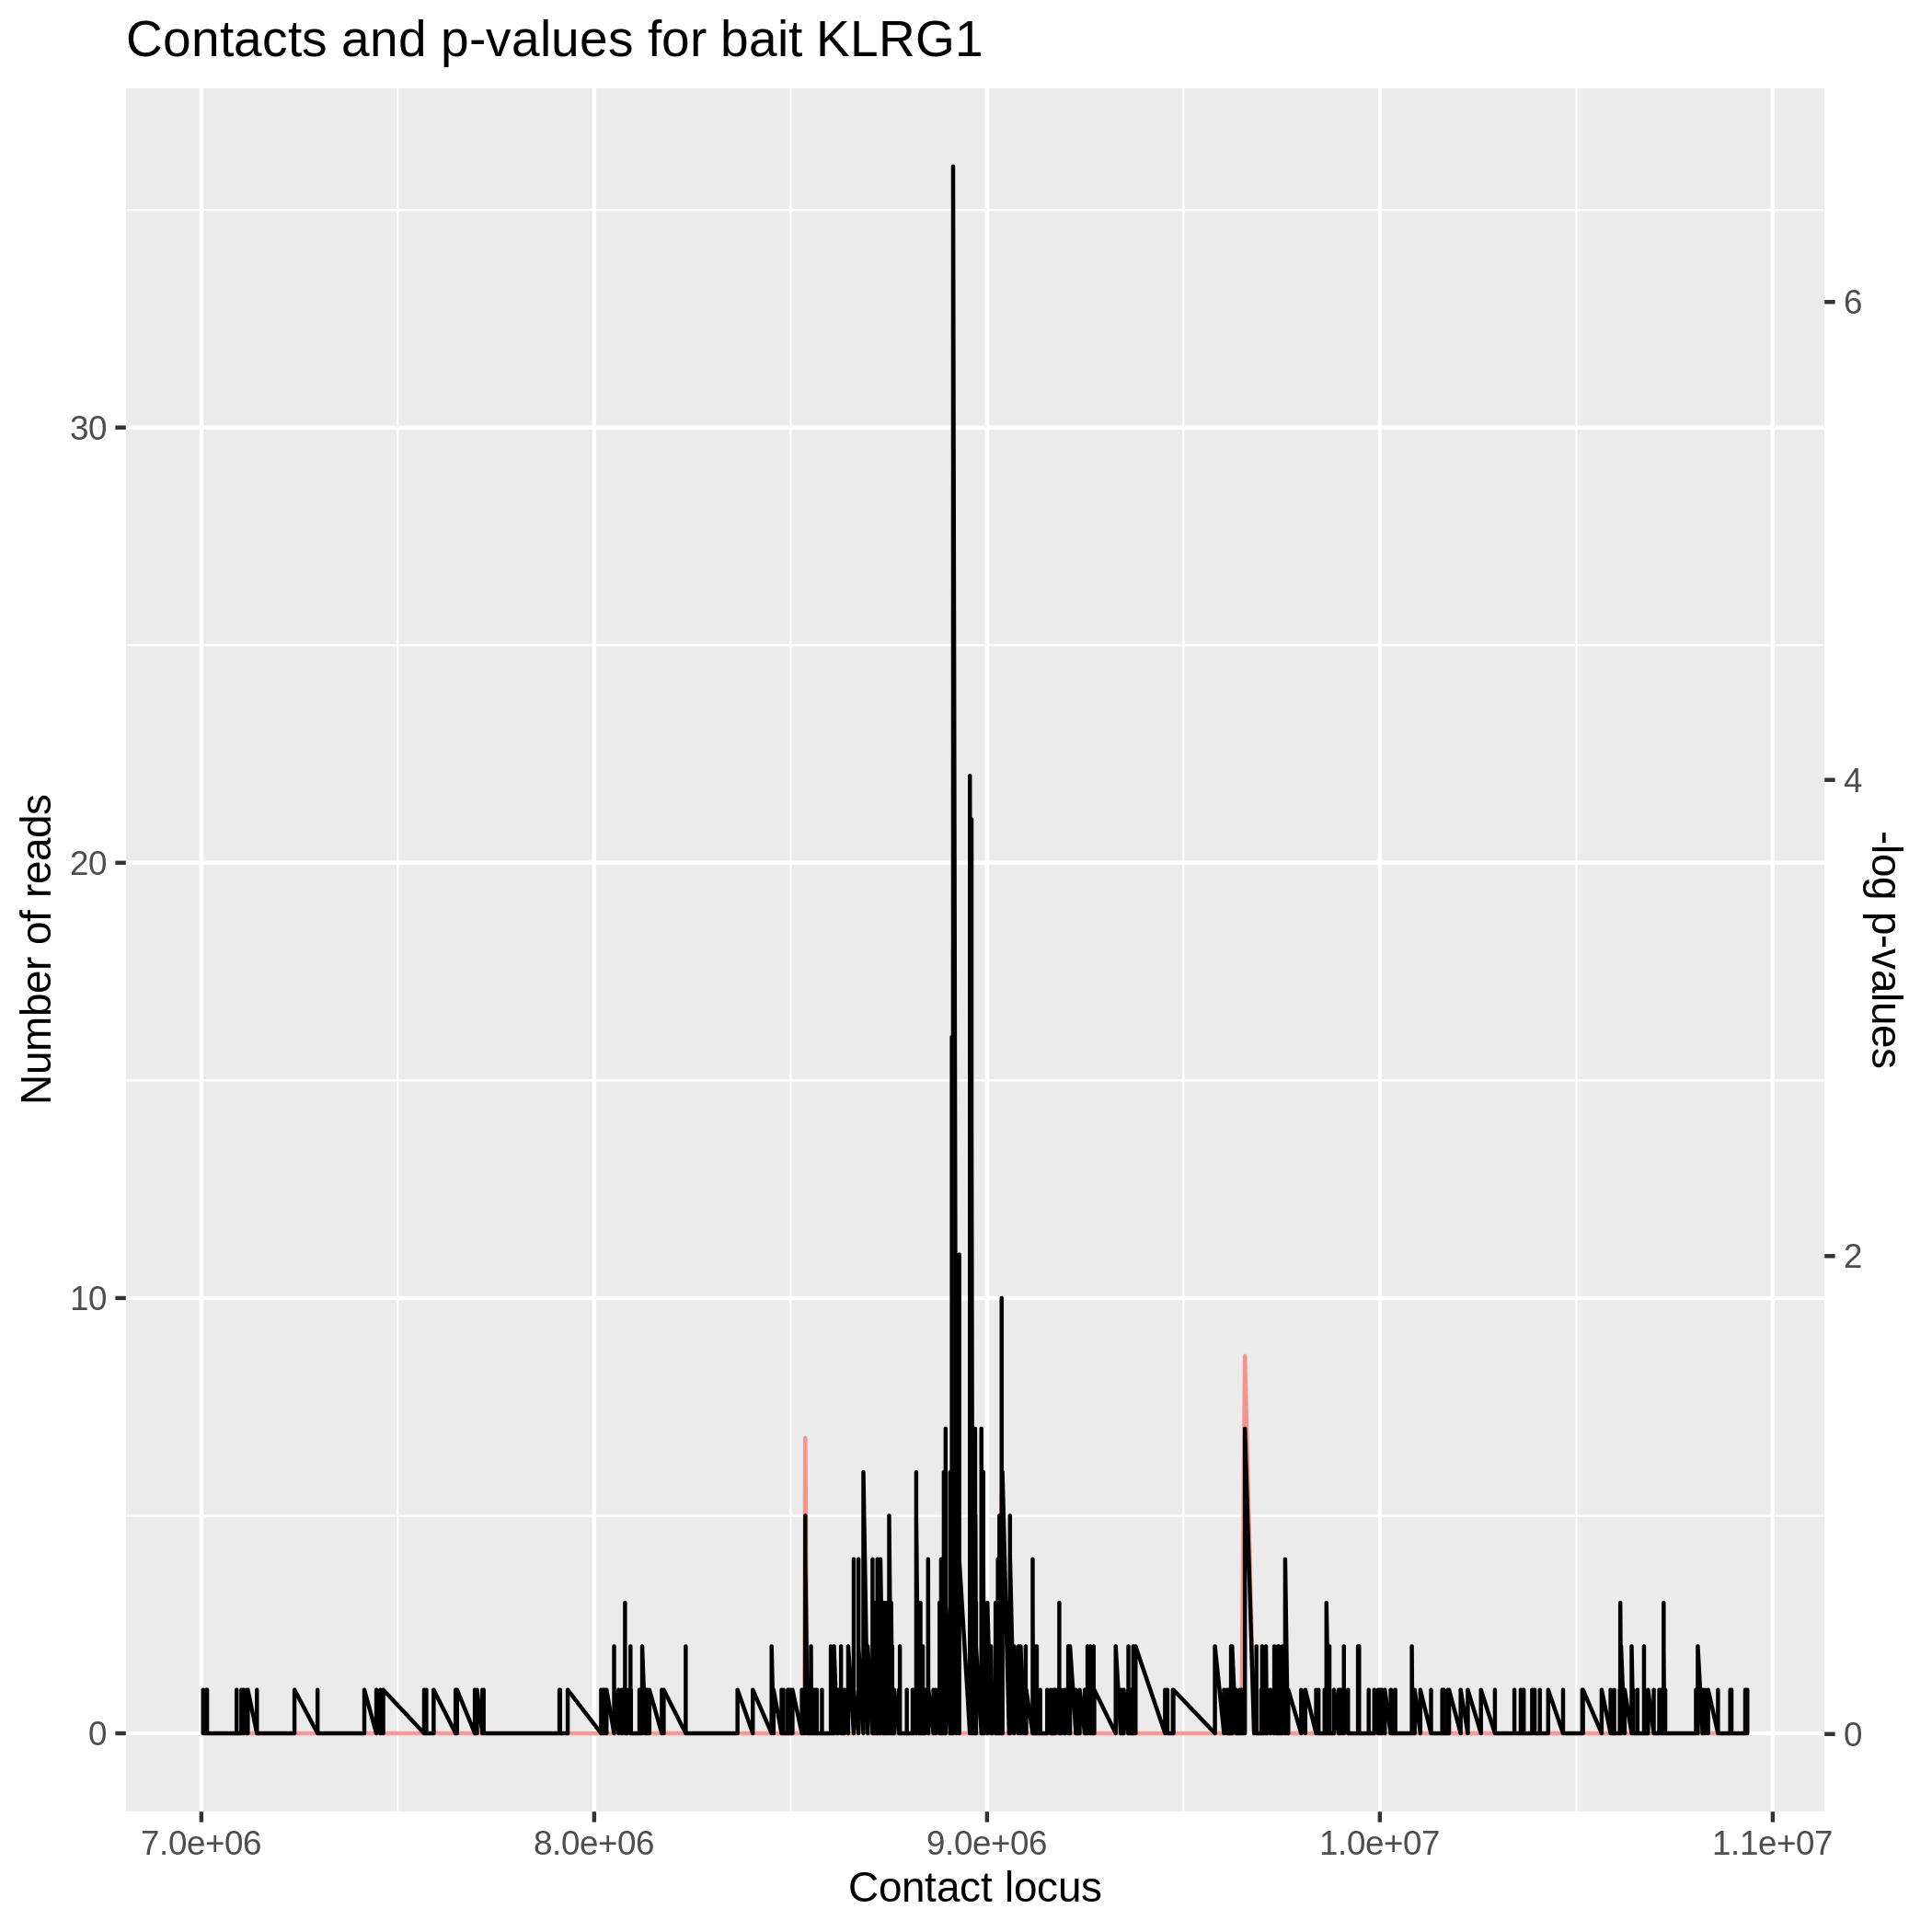 Contacts and p-values for bait KLRG1
Number of reads
30
20
10
0
6
4
2
0
-log p-values
7.0e+06
8.0e+06
9.0e+06
1.0e+07
1.1e+07
Contact locus